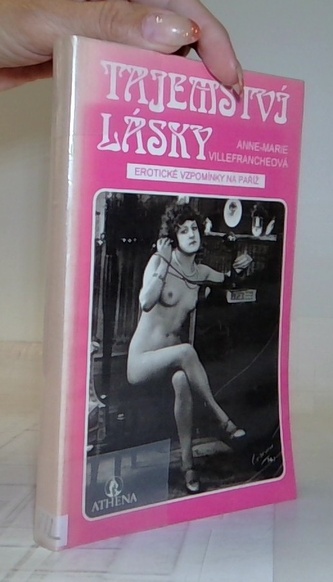 TAJEMSTVÍ
LÁSKY
ANNE-MARIE
VILLEFRANCHEOVÁ
EROTICKÉ VZPOMÍNKY NA PAŘÍŽ
ATHENA